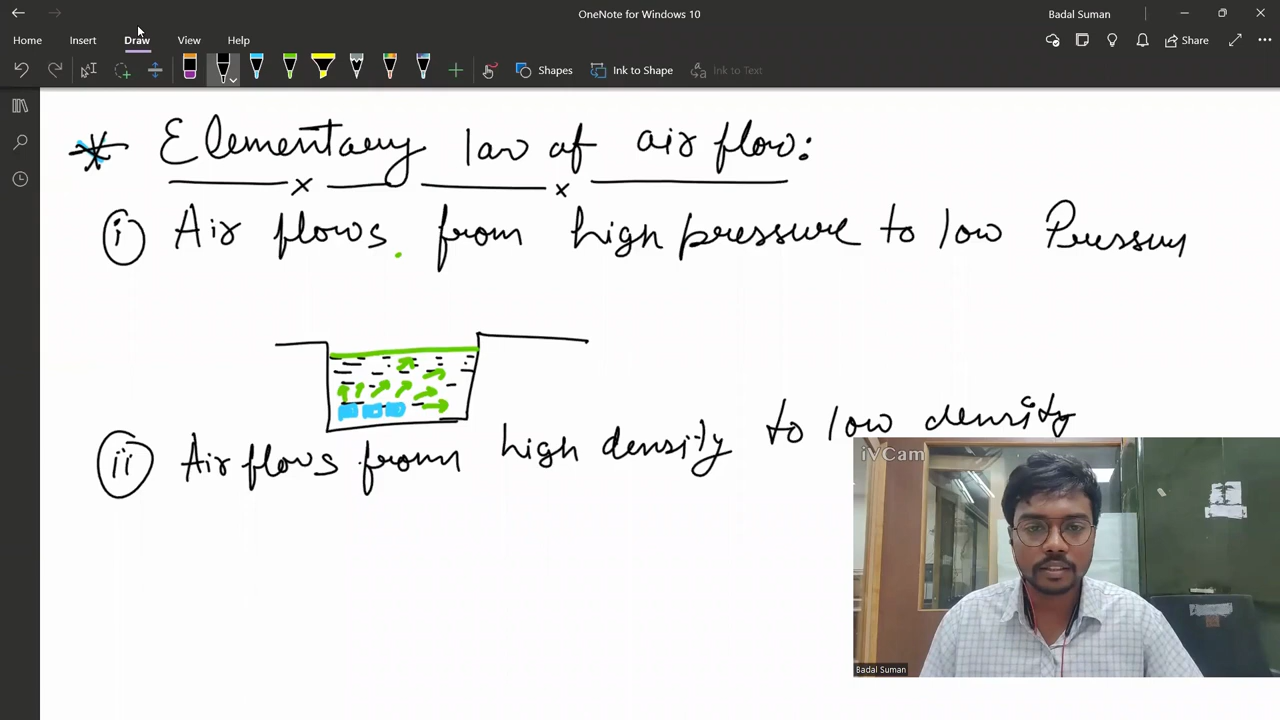 OneNote for Windows 10
Badal Suman
Home Insert Draw View Help
Share
Shapes Ink to Shape Ink to Text
Elementary law of air flow:
i Air flows from high pressure to low Pressure
ii Air flows from high density to low density
iVCam
Badal Suman